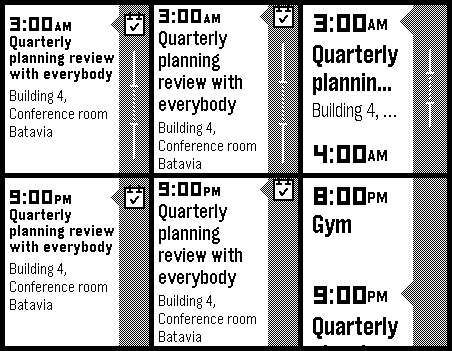 3:00AM
Quarterly
planning review
with everybody
Building 4,
Conference room
Batavia
3:00AM
Quarterly
planning
review with
everybody
Building 4,
Conference room
Batavia
3:00AM
Quarterly
plannin...
Building 4, ...
4:00AM
9:00PM
Quarterly
planning review
with everybody
Building 4,
Conference room
Batavia
9:00PM
Quarterly
planning
review with
everybody
Building 4,
Conference room
Batavia
8:00PM
Gym
9:00PM
Quarterly